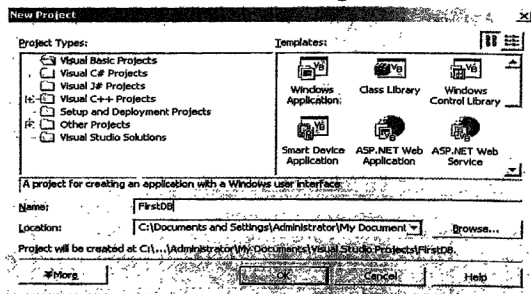 New Project
Project Types:
Templates:
Visual Basic Projects
Visual C# Projects
Visual J# Projects
Visual C++ Projects
Setup and Deployment Projects
Other Projects
Visual Studio Solutions
Windows Application
Class Library
Windows Control Library
Smart Device Application
ASP.NET Web Application
ASP.NET Web Service
A project for creating an application with a Windows user interface
Name:
FirstDB
Location:
C:\Documents and Settings\Administrator\My Document
Browse...
Project will be created at C:\...\Administrator\My Documents\Visual Studio Projects\FirstDB.
More
OK
Cancel
Help